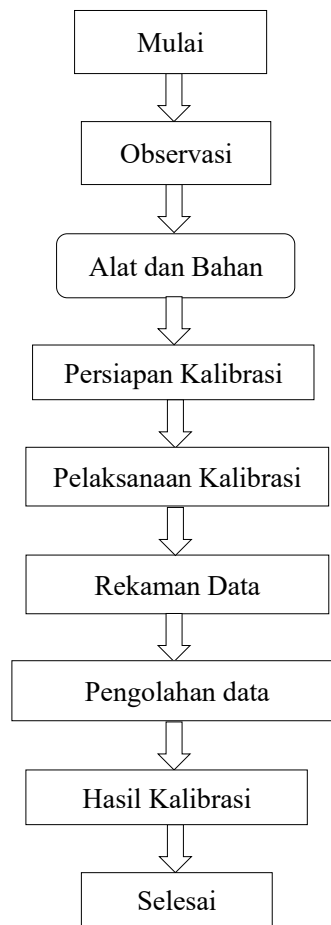 Mulai
Observasi
Alat dan Bahan
Persiapan Kalibrasi
Pelaksanaan Kalibrasi
Rekaman Data
Pengolahan data
Hasil Kalibrasi
Selesai